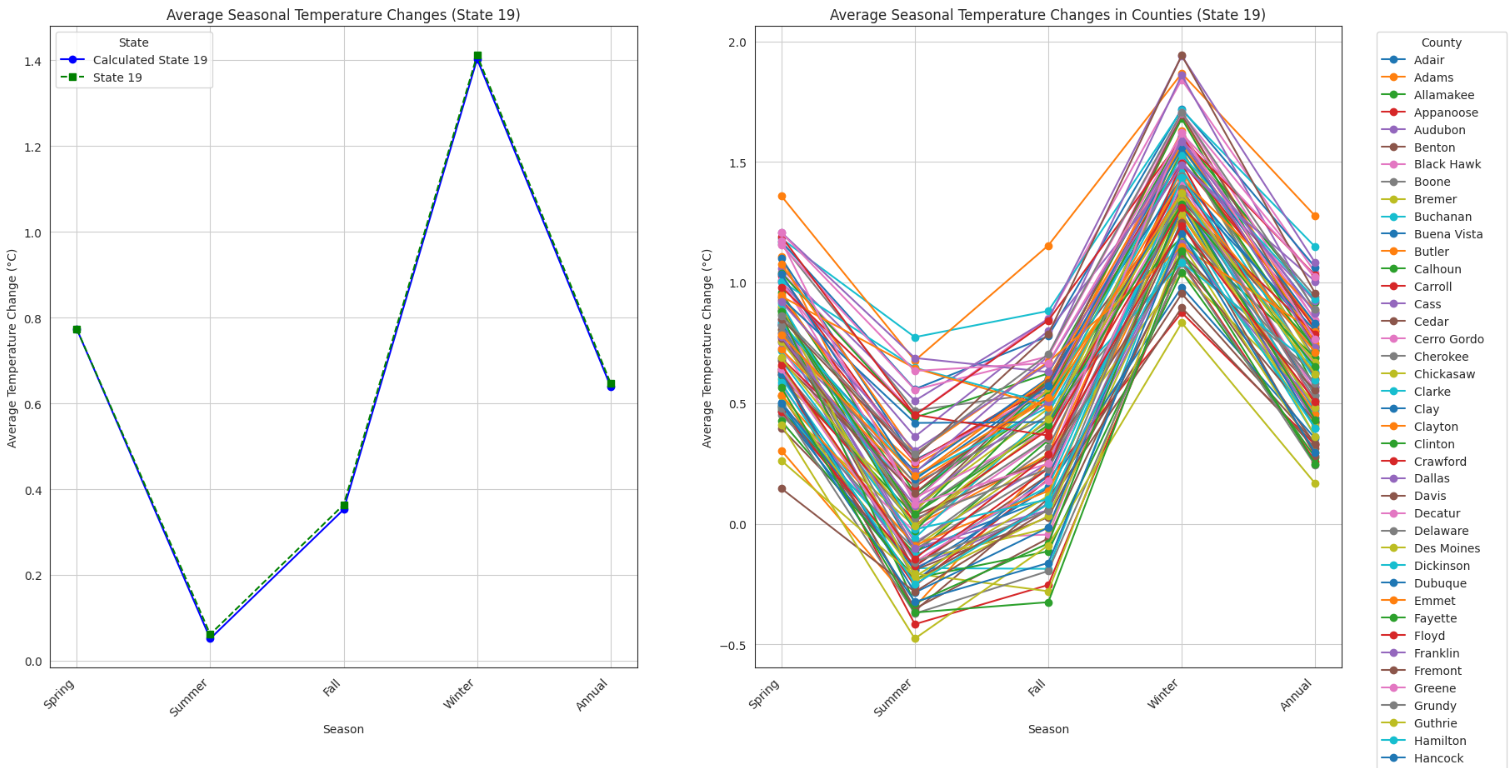 Average Seasonal Temperature Changes (State 19)
Average Temperature Change (°C)
1.4
1.2
1.0
0.8
0.6
0.4
0.2
0.0
State
Calculated State 19
State 19
Spring
Summer
Fall
Winter
Annual
Season
Average Seasonal Temperature Changes in Counties (State 19)
Average Temperature Change (°C)
2.0
1.5
1.0
0.5
0.0
−0.5
Spring
Summer
Fall
Winter
Annual
Season
County
Adair
Adams
Allamakee
Appanoose
Audubon
Benton
Black Hawk
Boone
Bremer
Buchanan
Buena Vista
Butler
Calhoun
Carroll
Cass
Cedar
Cerro Gordo
Cherokee
Chickasaw
Clarke
Clay
Clayton
Clinton
Crawford
Dallas
Davis
Decatur
Delaware
Des Moines
Dickinson
Dubuque
Emmet
Fayette
Floyd
Franklin
Fremont
Greene
Grundy
Guthrie
Hamilton
Hancock